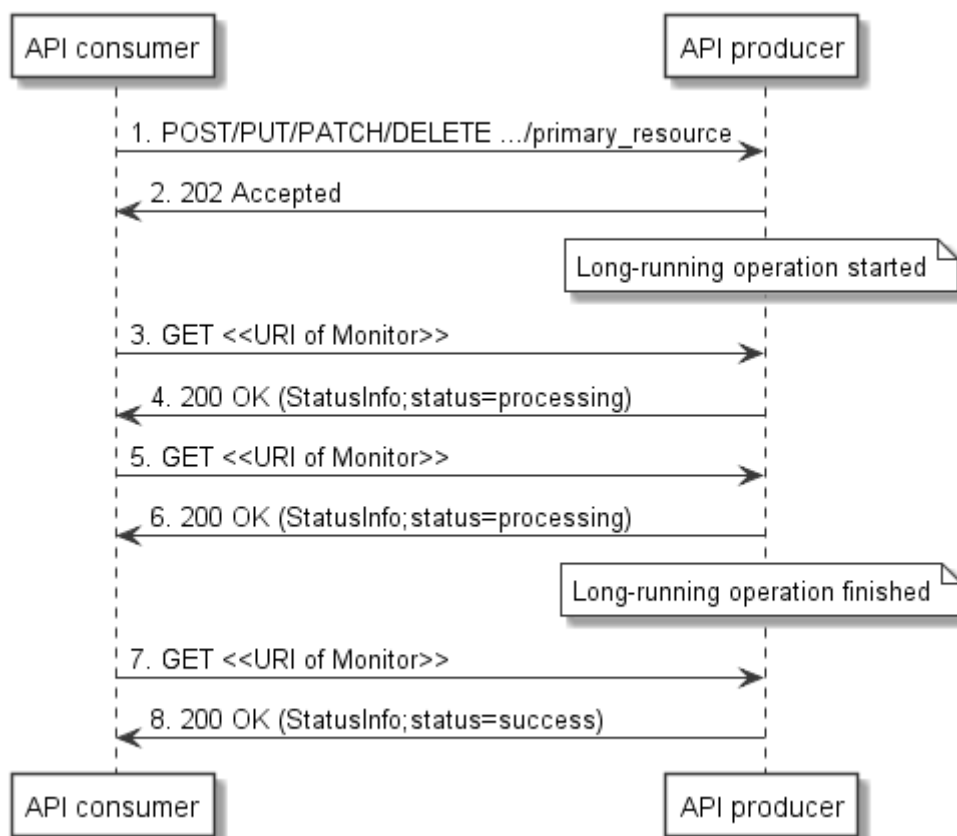 API consumer
API producer
1. POST/PUT/PATCH/DELETE .../primary_resource
2. 202 Accepted
Long-running operation started
3. GET <<URI of Monitor>>
4. 200 OK (StatusInfo;status=processing)
5. GET <<URI of Monitor>>
6. 200 OK (StatusInfo;status=processing)
Long-running operation finished
7. GET <<URI of Monitor>>
8. 200 OK (StatusInfo;status=success)
API consumer
API producer